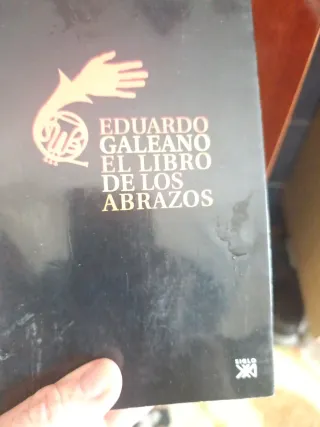 EDUARDO
GALEANO
EL LIBRO
DE LOS
ABRAZOS
SIGLO
XXI